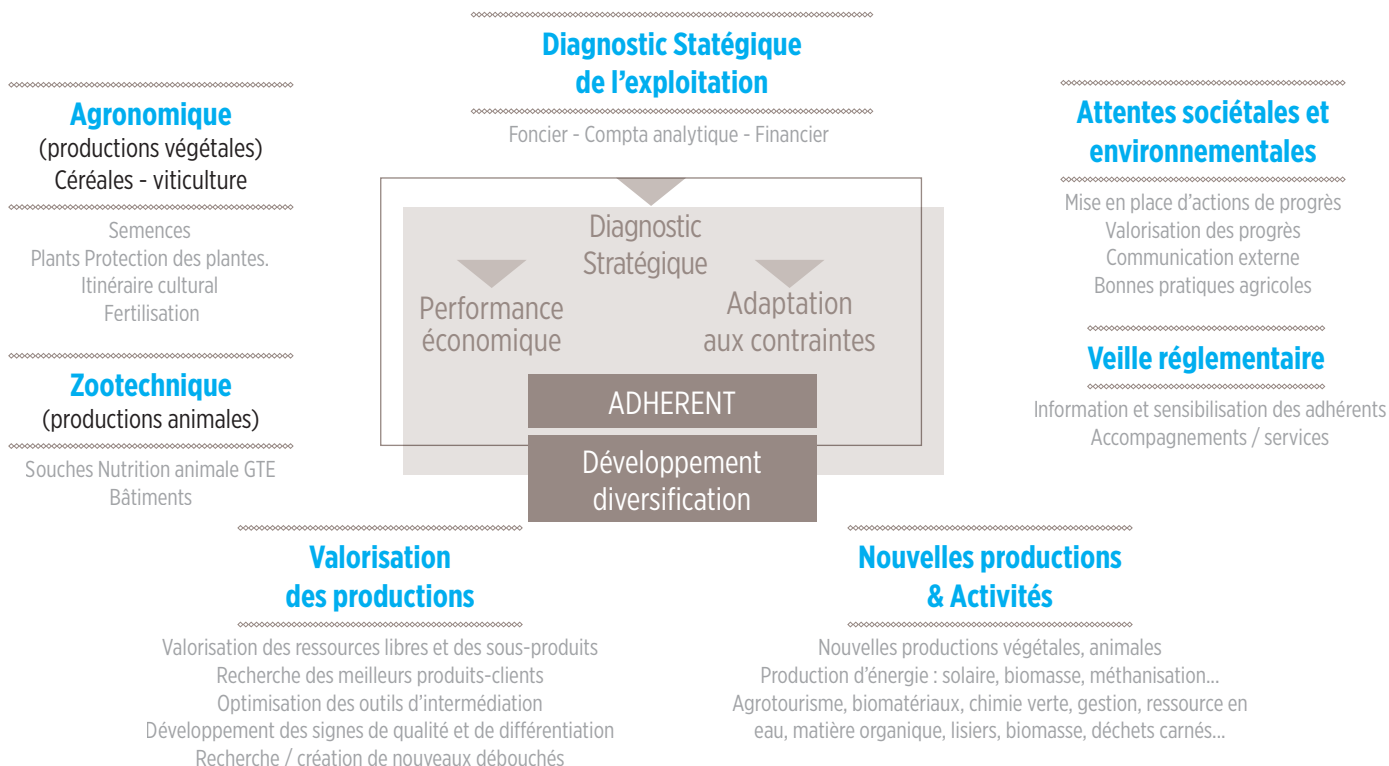 Diagnostic Statégique
de l'exploitation
Foncier - Compta analytique - Financier
Agronomique
(productions végétales)
Céréales - viticulture
Semences
Plants Protection des plantes.
Itinéraire cultural
Fertilisation
Zootechnique
(productions animales)
Souches Nutrition animale GTE
Bâtiments
Diagnostic
Stratégique
Performance
économique
Adaptation
aux contraintes
ADHERENT
Développement
diversification
Attentes sociétales et
environnementales
Mise en place d'actions de progrès
Valorisation des progrès
Communication externe
Bonnes pratiques agricoles
Veille réglementaire
Information et sensibilisation des adhérents
Accompagnements / services
Valorisation
des productions
Valorisation des ressources libres et des sous-produits
Recherche des meilleurs produits-clients
Optimisation des outils d'intermédiation
Développement des signes de qualité et de différentiation
Recherche / création de nouveaux débouchés
Nouvelles productions
& Activités
Nouvelles productions végétales, animales
Production d'énergie : solaire, biomasse, méthanisation...
Agrotourisme, biomatériaux, chimie verte, gestion, ressource en
eau, matière organique, lisiers, biomasse, déchets carnés...